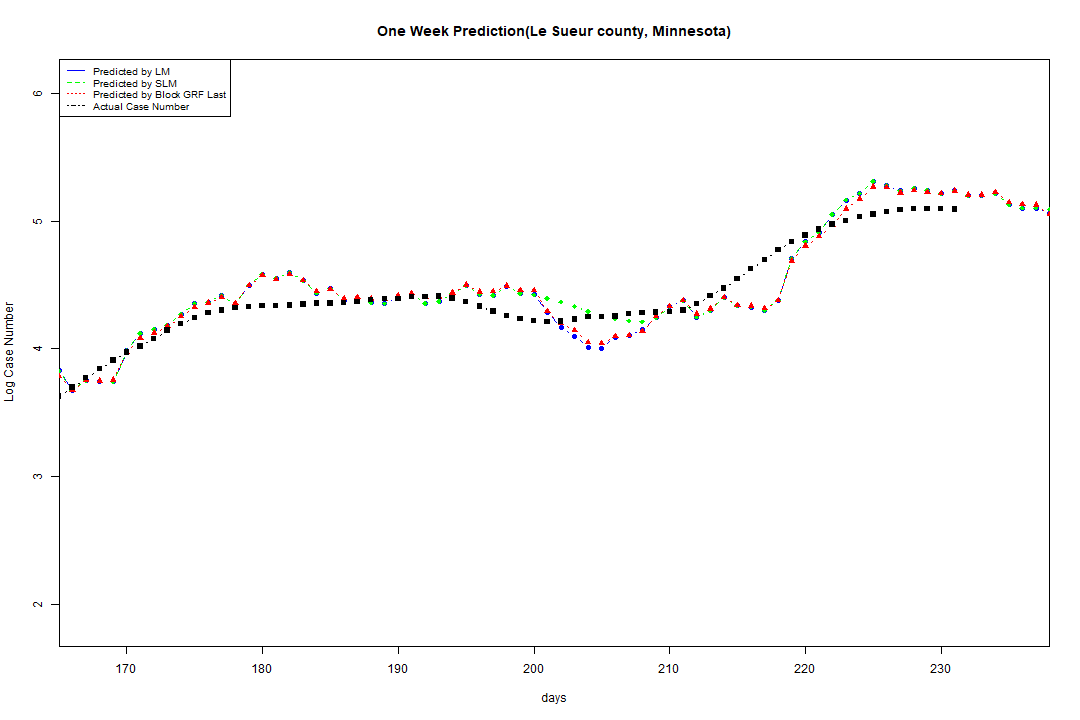 One Week Prediction(Le Sueur county, Minnesota)
Predicted by LM
Predicted by SLM
Predicted by Block GRF Last
Actual Case Number
6
5
4
3
2
Log Case Number
170 180 190 200 210 220 230
days